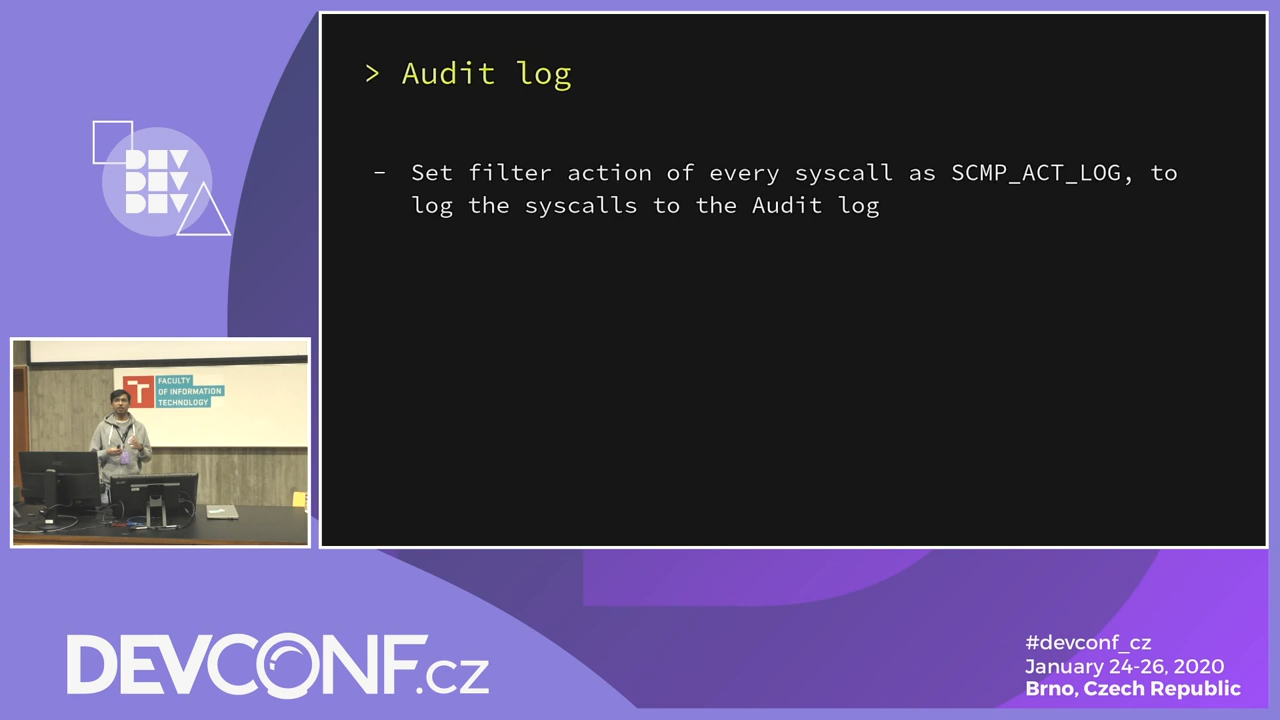 > Audit log
- Set filter action of every syscall as SCMP_ACT_LOG, to
log the syscalls to the Audit log
DEV
DEV
DEV
FACULTY
OF INFORMATION
TECHNOLOGY
DEVCONF.cz
#devconf_cz
January 24-26, 2020
Brno, Czech Republic